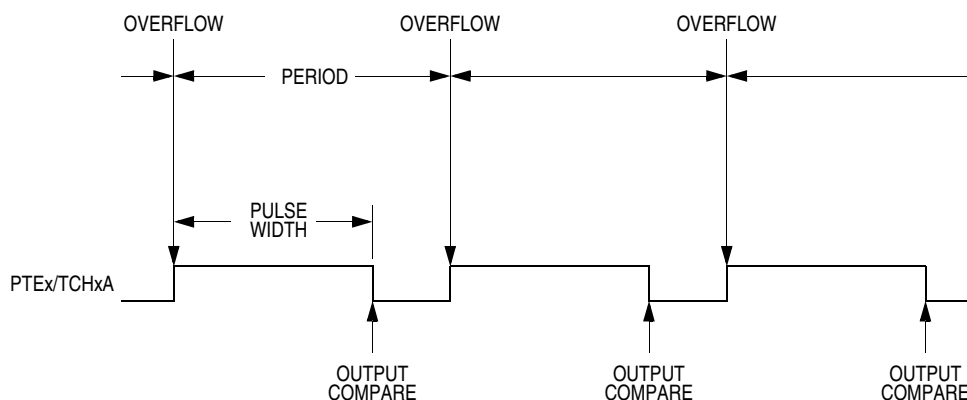 OVERFLOW
OVERFLOW
OVERFLOW
PERIOD
PULSE
WIDTH
PTEx/TCHxA
OUTPUT
COMPARE
OUTPUT
COMPARE
OUTPUT
COMPARE